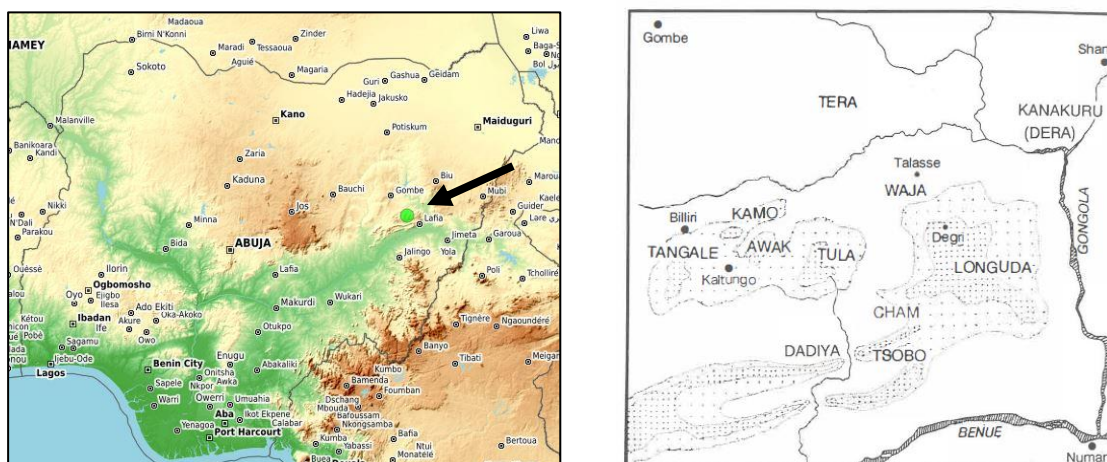 Madaoua
Zinder
Liwa
IAMEY
Birni N'Konni
Maradi
Tessaoua
Aguié
Baga-S
Bol
Sokoto
Magaria
Gashua
Geidam
Guri
Hadejia
Jakusko
Kano
Malanville
Potiskum
Maiduguri
Banikoara
Kandi
Zaria
Biu
Kaduna
Bauchi
Gombe
Mubi
Jos
Guider
Nikki
Minna
Lafia
Lare
N'Dali
Parakou
Jimeta
Garoua
Bida
ABUJA
Jalingo
Yola
Ouéssé
Ilorin
Lafia
Poli
Tcholliré
Ogbomosho
Oyo
Ejigbo
Ilesa
Makurdi
Wukari
Ibadan
Ado Ekiti
Ife
Akure
Oka-Akoko
Tignère
Ngaoundéré
Kétou
Pobè
Owo
Otukpo
Sagamu
Banyo
Ijebu-Ode
Enugu
Tibati
Meigan
Lagos
Benin City
Abakaliki
Onitsha
Awka
Nkpor
Kumbo
Sapele
Bamenda
Owerri
Umuahia
Foumban
Warri
Dschang
Mbouda
Aba
Ikot Ekpene
Bafoussam
Calabar
Nkongsamba
Yenagoa
Port Harcourt
Bafia
Kumba
Ntui
Bertoua
Yabassi
Monatélé
Buea
Gombe
Shan
TERA
KANAKURU
(DERA)
Talasse
WAJA
Billiri
KAMO
Degri
GONGOLA
TANGALE
AWAK
TULA
LONGUDA
Kaltungo
CHAM
DADIYA
TSOBO
BENUE
Numan